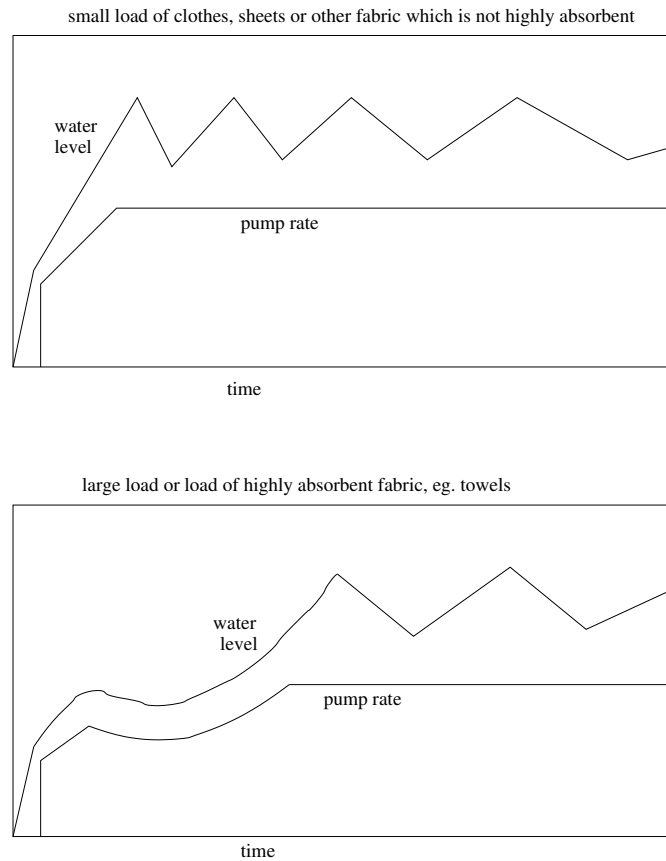 small load of clothes, sheets or other fabric which is not highly absorbent
water
level
pump rate
time
large load or load of highly absorbent fabric, eg. towels
water
level
pump rate
time